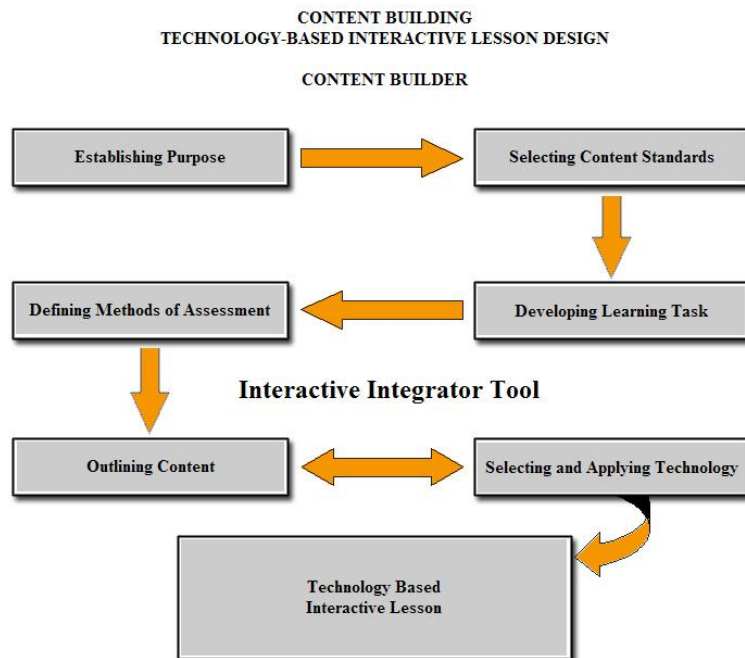 CONTENT BUILDING
TECHNOLOGY-BASED INTERACTIVE LESSON DESIGN
CONTENT BUILDER
Establishing Purpose
Selecting Content Standards
Defining Methods of Assessment
Developing Learning Task
Interactive Integrator Tool
Outlining Content
Selecting and Applying Technology
Technology Based
Interactive Lesson